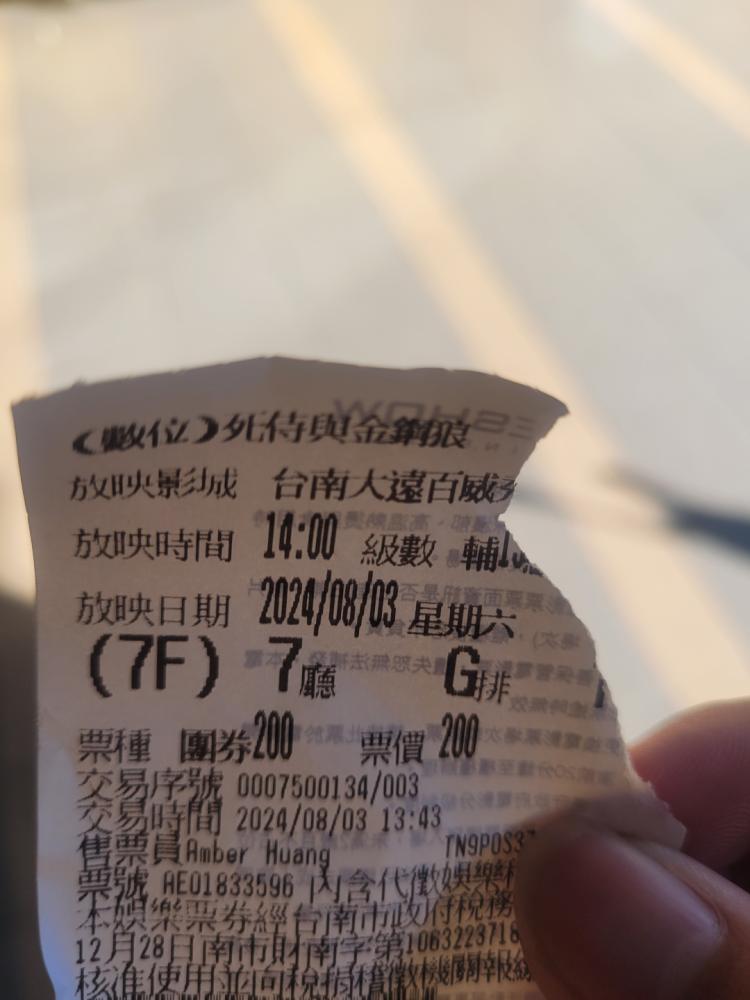 (數位)死侍與金鋼狼
放映影城 台南大遠百威
放映時間 14:00 級數 輔1
放映日期 2024/08/03 星期六
(7F) 7廳 G排
票種 團券200 票價 200
交易序號 0007500134/003
交易時間 2024/08/03 13:43
售票員Amber Huang TN9POS3
票號 AE01833596 內含代徵娛樂
本娛樂票券經台南市政府稅務
12月28日南市財南字第1063223718
核准使用並向稅捐稽徵機關報繳